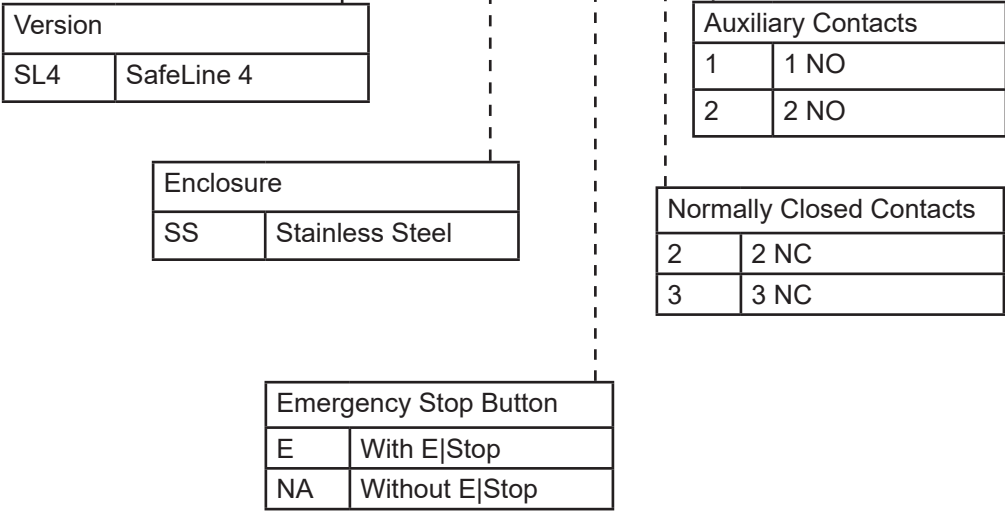 Version
SL4 SafeLine 4
Auxiliary Contacts
1 1 NO
2 2 NO
Enclosure
SS Stainless Steel
Normally Closed Contacts
2 2 NC
3 3 NC
Emergency Stop Button
E With E|Stop
NA Without E|Stop